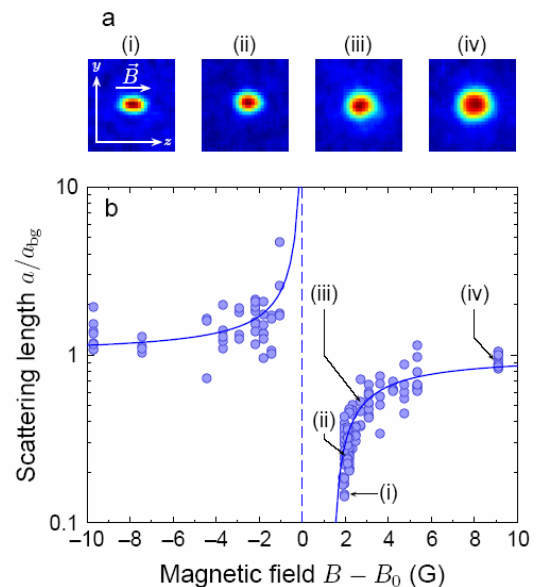 a
(i) (ii) (iii) (iv)
y
B⃗
z
b
10
1
0.1
Scattering length a/a_bg
(iii)
(iv)
(ii)
(i)
−10 −8 −6 −4 −2 0 2 4 6 8 10
Magnetic field B − B₀ (G)